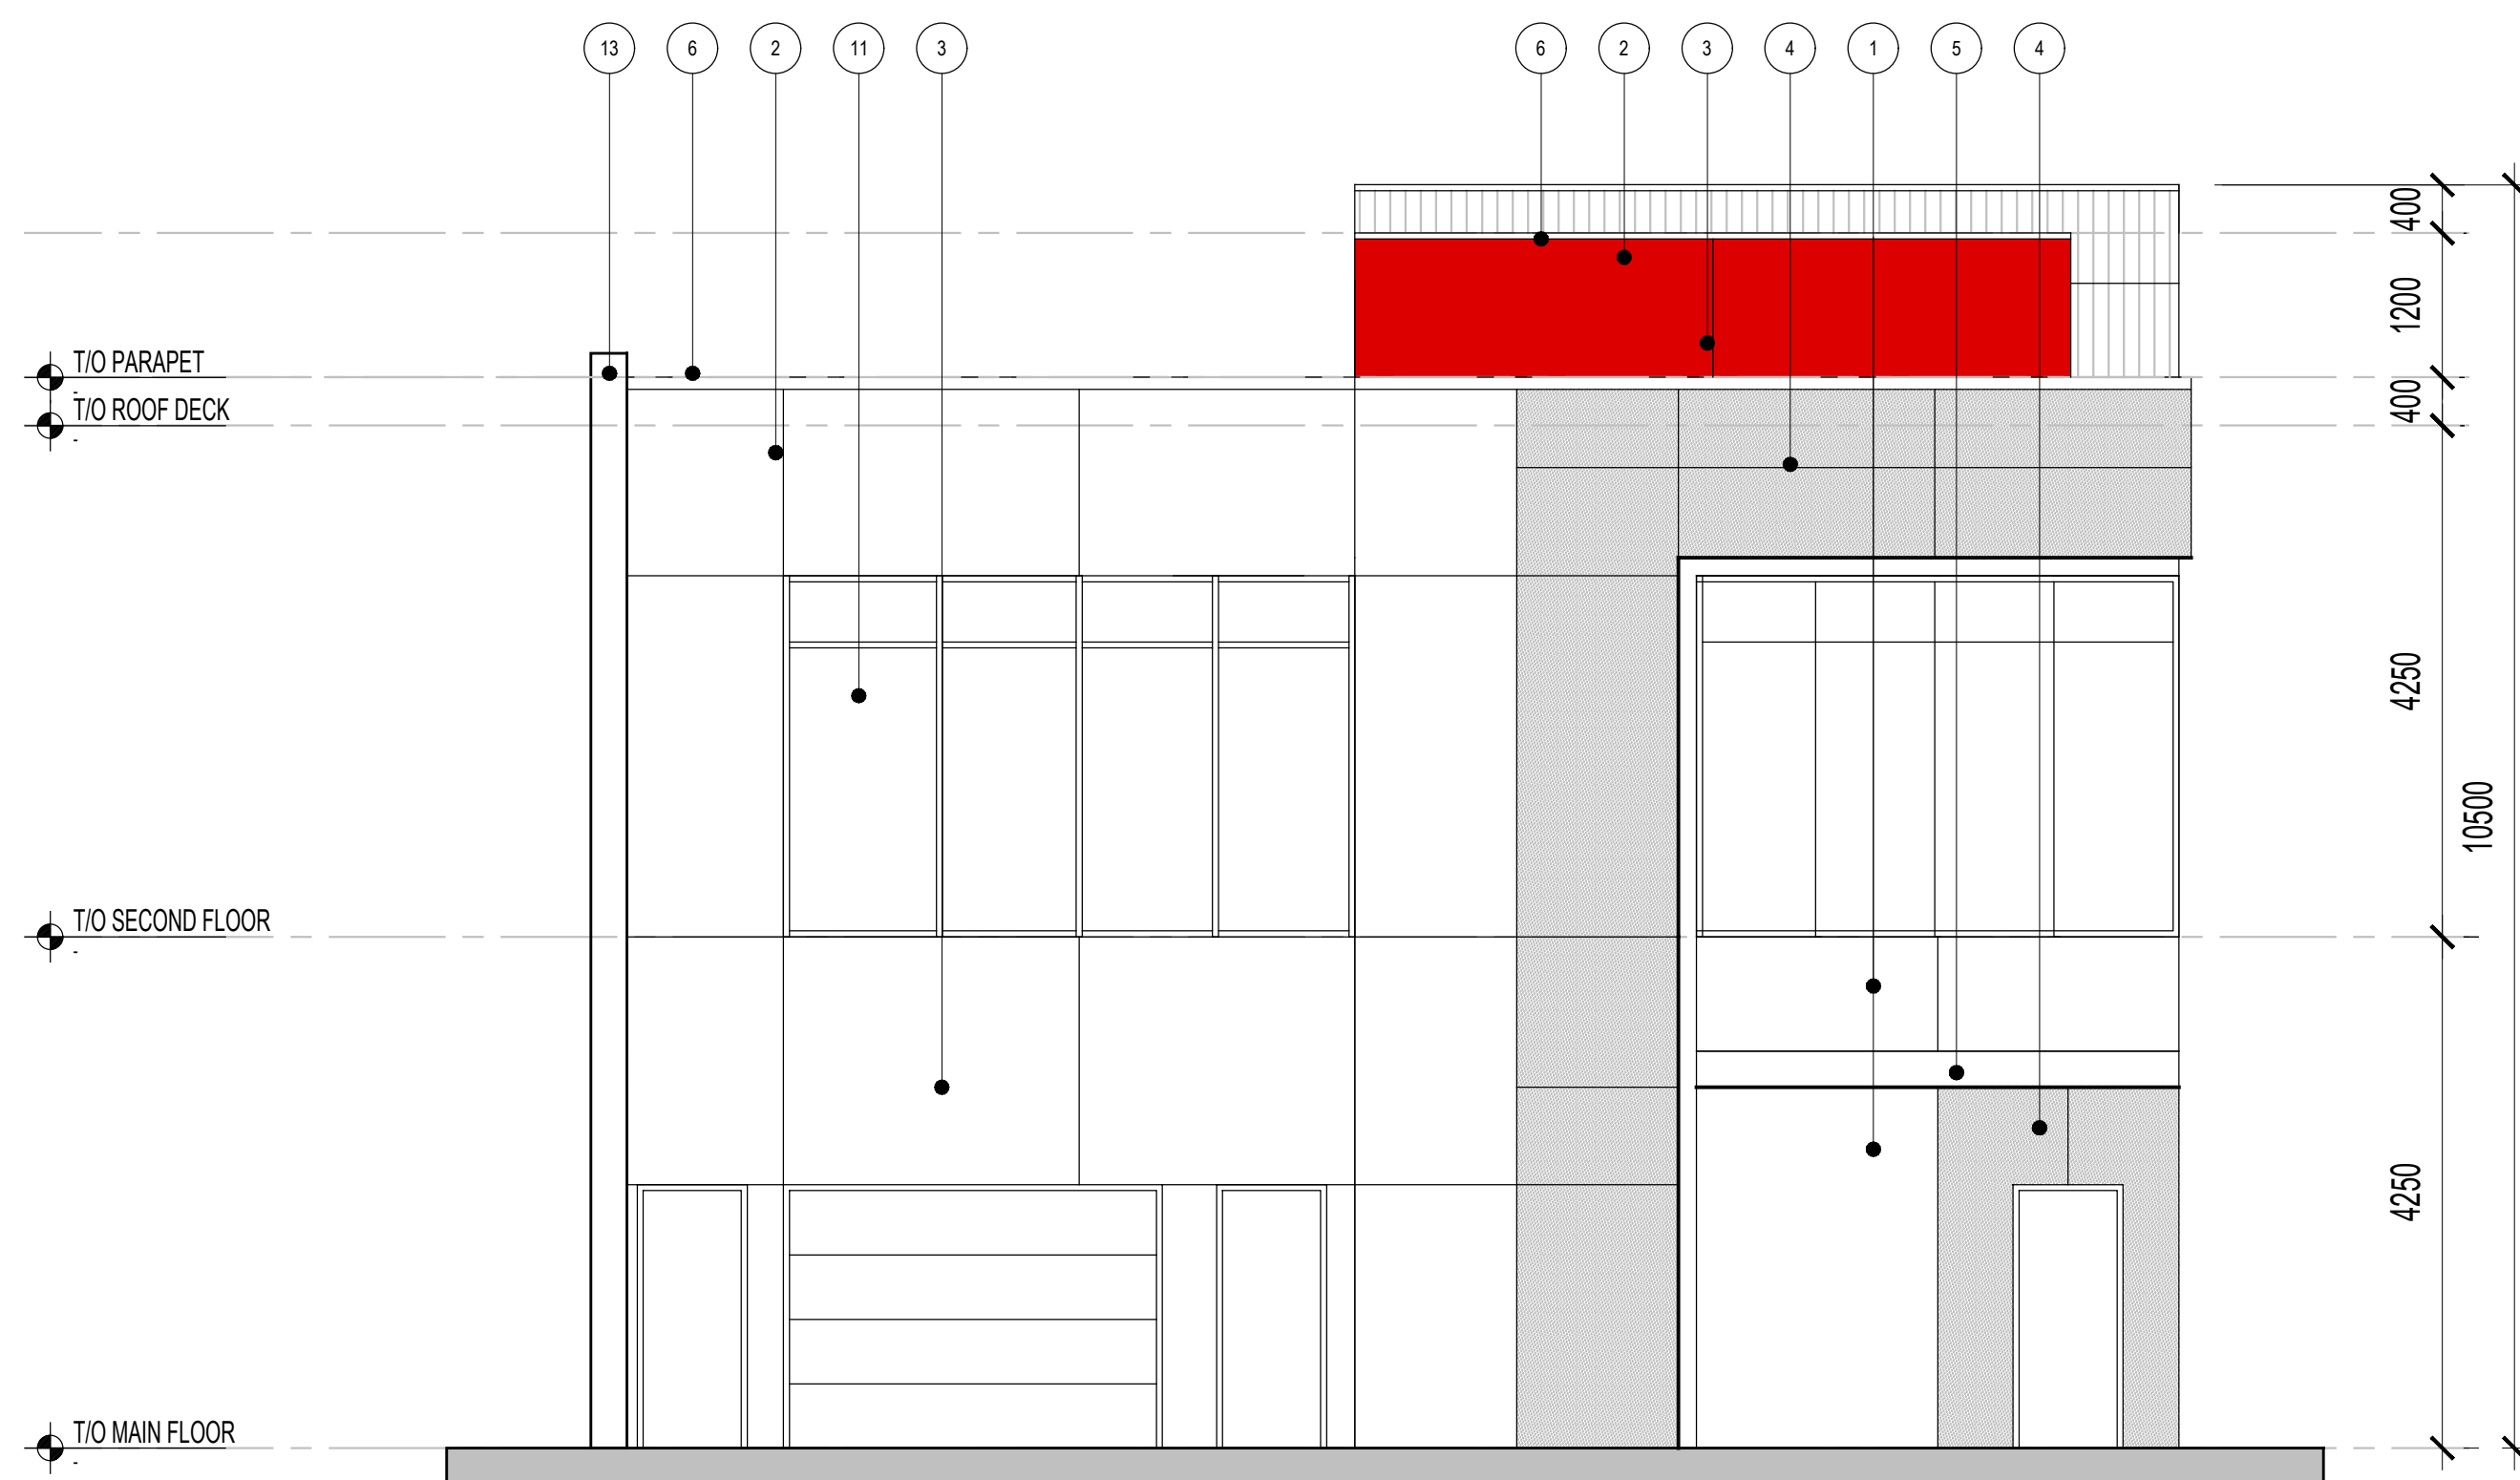 13 6 2 11 3 6 2 3 4 1 5 4
400
1200
T/O PARAPET
-
400
T/O ROOF DECK
-
4250
10500
T/O SECOND FLOOR
-
4250
T/O MAIN FLOOR
-